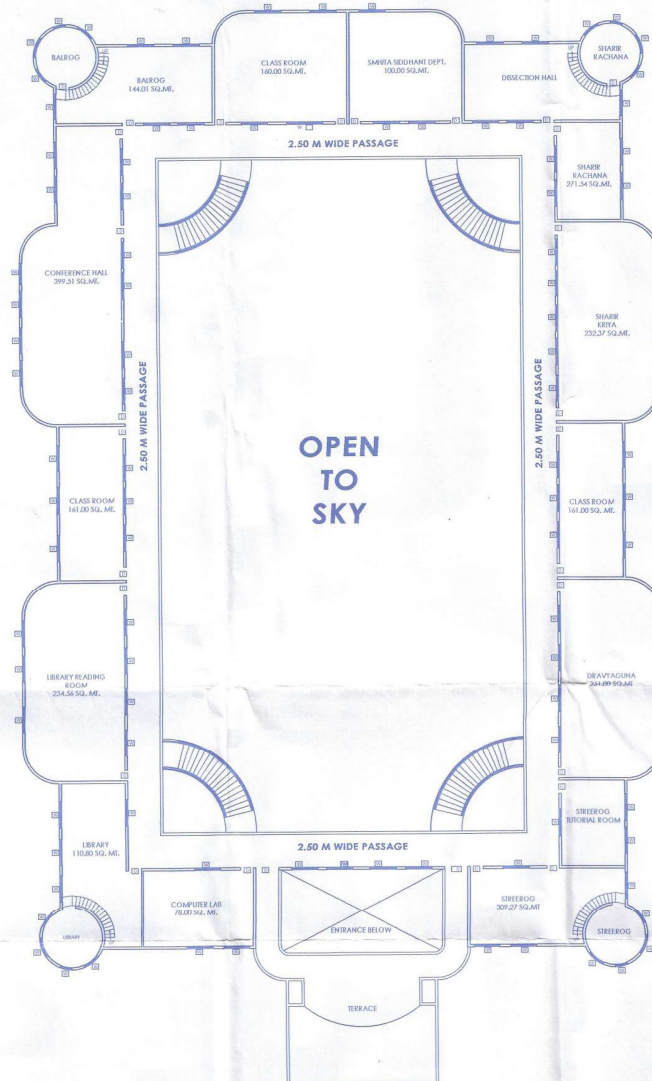 BALROG
UP
BALROG
144.01 SQ.MT.
CLASS ROOM
160.00 SQ.MT.
SMHITA SIDDHANT DEPT.
100.00 SQ.MT.
DISSECTION HALL
UP
SHARIR
RACHANA
2.50 M WIDE PASSAGE
SHARIR
RACHANA
271.54 SQ.MT.
CONFERENCE HALL
399.51 SQ.MT.
SHARIR
KRIYA
232.37 SQ.MT.
2.50 M WIDE PASSAGE
2.50 M WIDE PASSAGE
OPEN
TO
SKY
CLASS ROOM
161.00 SQ. MT.
CLASS ROOM
161.00 SQ. MT.
LIBRARY READING
ROOM
234.56 SQ. MT.
DRAVYAGUNA
SQ.MT
STREEROG
TUTORIAL ROOM
2.50 M WIDE PASSAGE
LIBRARY
110.80 SQ. MT.
COMPUTER LAB
78.00 SQ. MT.
ENTRANCE BELOW
STREEROG
309.27 SQ.MT
LIBRARY
STREEROG
TERRACE